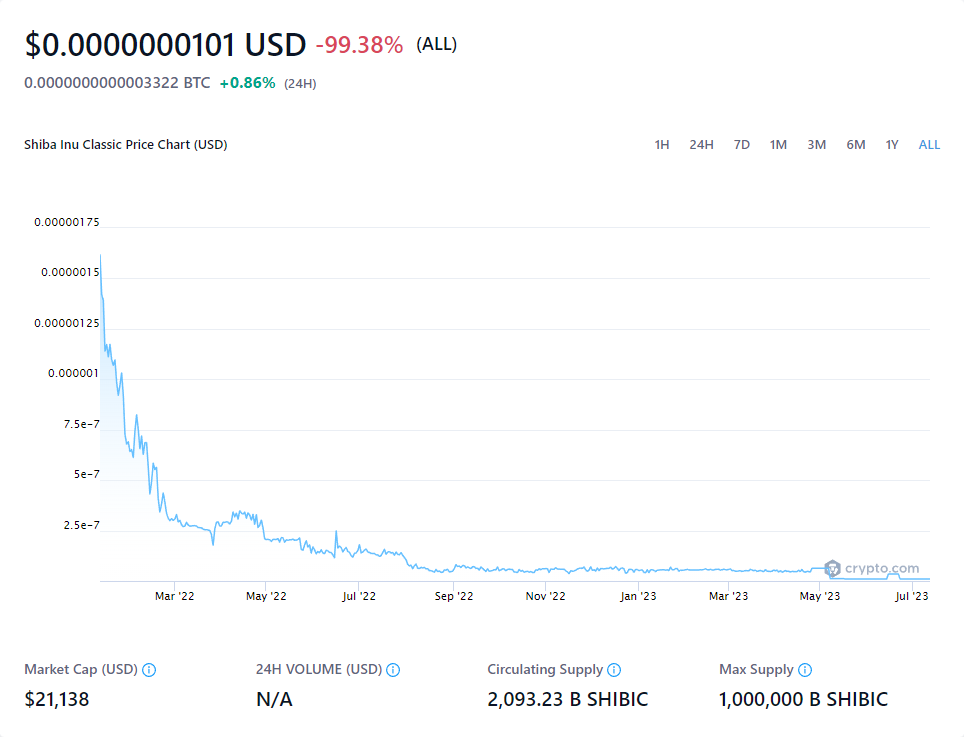 $0.0000000101 USD -99.38% (ALL)
0.0000000000003322 BTC +0.86% (24H)
Shiba Inu Classic Price Chart (USD) 1H 24H 7D 1M 3M 6M 1Y ALL
0.00000175
0.0000015
0.00000125
0.000001
7.5e-7
5e-7
2.5e-7
crypto.com
Mar '22 May '22 Jul '22 Sep '22 Nov '22 Jan '23 Mar '23 May '23 Jul '23
Market Cap (USD) 24H VOLUME (USD) Circulating Supply Max Supply
$21,138 N/A 2,093.23 B SHIBIC 1,000,000 B SHIBIC